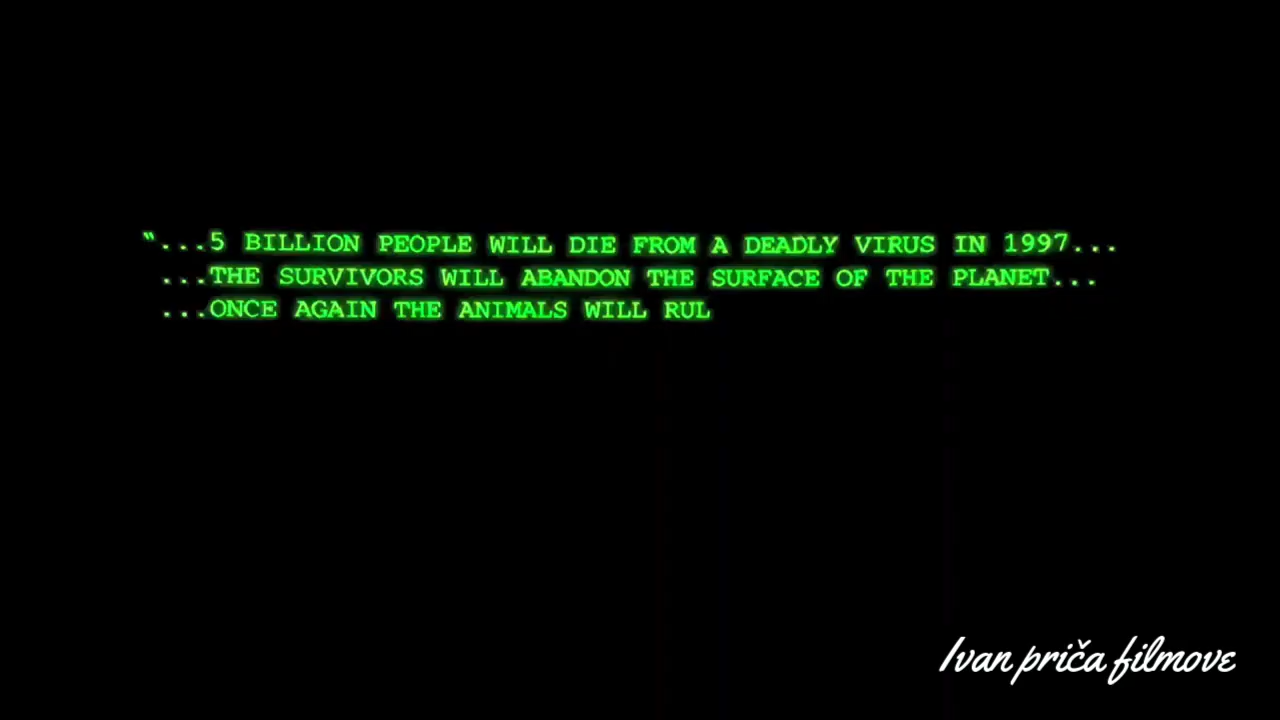 “...5 BILLION PEOPLE WILL DIE FROM A DEADLY VIRUS IN 1997...
...THE SURVIVORS WILL ABANDON THE SURFACE OF THE PLANET...
...ONCE AGAIN THE ANIMALS WILL RUL
Ivan priča filmove